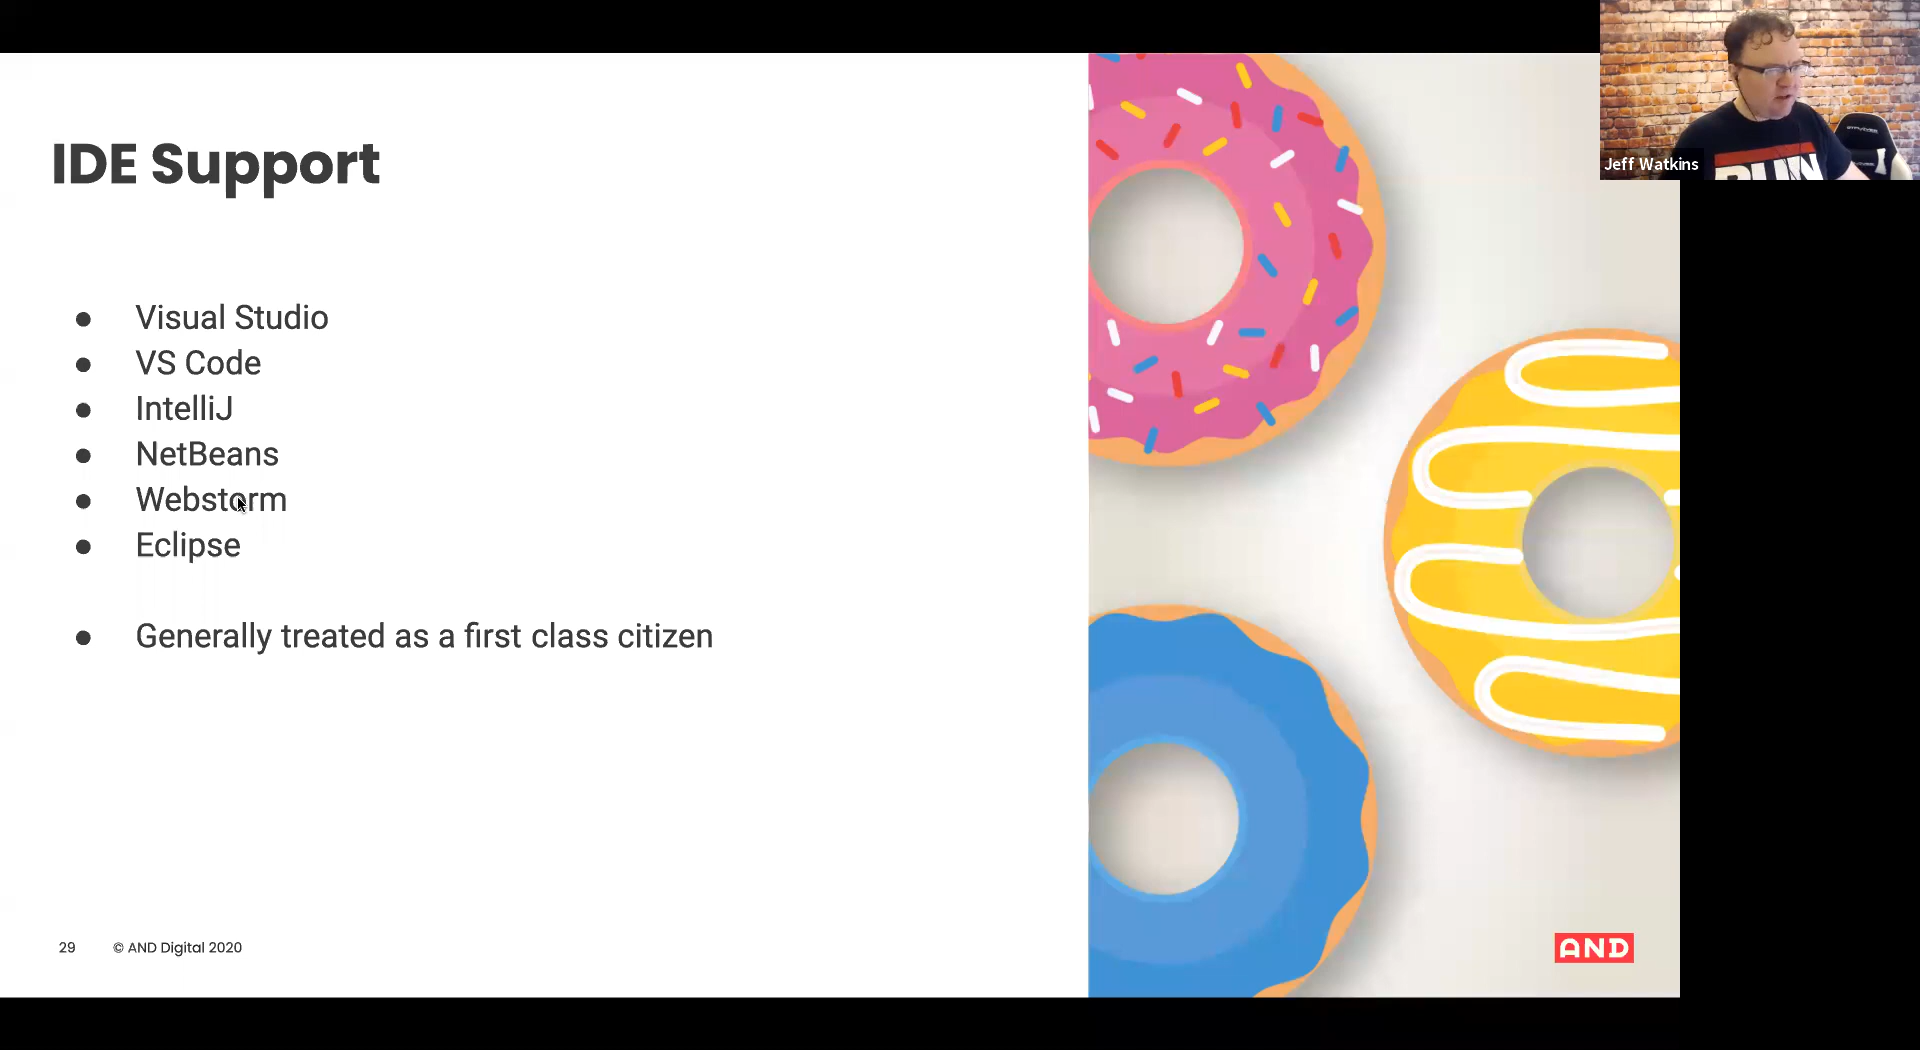 IDE Support
● Visual Studio
● VS Code
● IntelliJ
● NetBeans
● Webstorm
● Eclipse
● Generally treated as a first class citizen
29 © AND Digital 2020
AND
Jeff Watkins